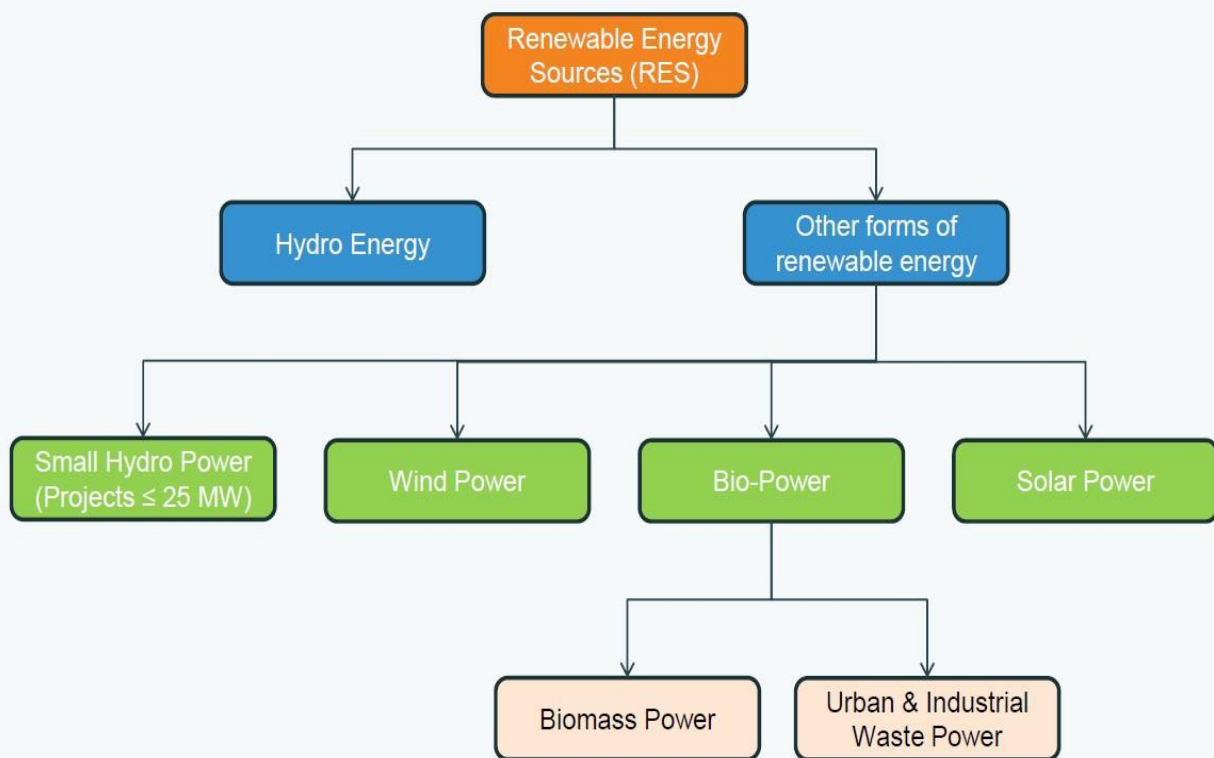 Renewable Energy
Sources (RES)
Hydro Energy
Other forms of
renewable energy
Small Hydro Power
(Projects ≤ 25 MW)
Wind Power
Bio-Power
Solar Power
Biomass Power
Urban & Industrial
Waste Power